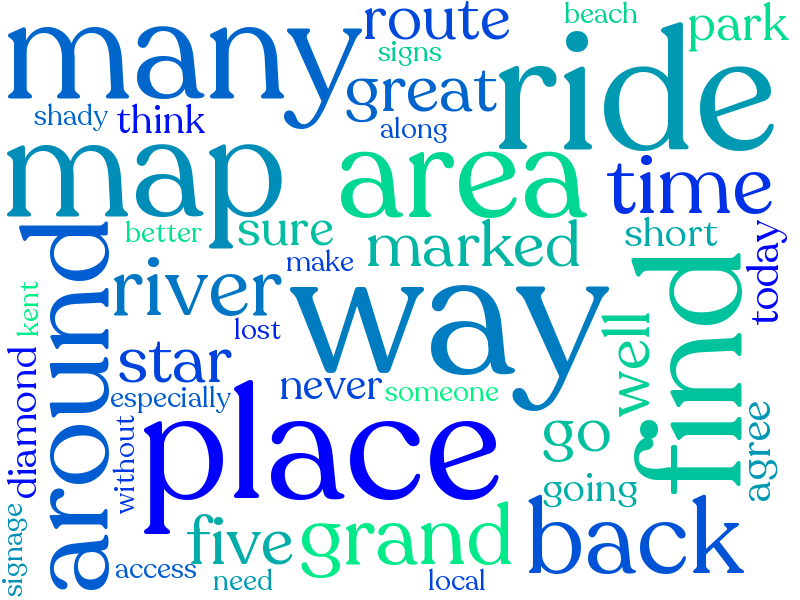 many
route
beach
park
signs
ride
great
shady
think
along
map
area
time
better
sure
marked
short
today
make
around
river
way
find
kent
lost
well
star
diamond
never
someone
especially
place
without
go
agree
going
signage
five
grand
back
access
need
local